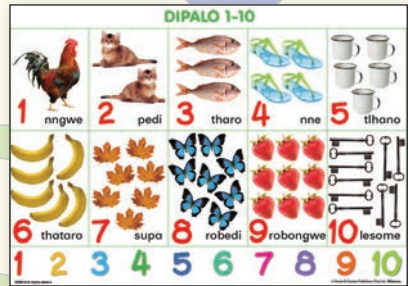 DIPALO 1-10
1 nngwe 2 pedi 3 tharo 4 nne 5 tlhano
6 thataro 7 supa 8 robedi 9 robongwe 10 lesome
1 2 3 4 5 6 7 8 9 10